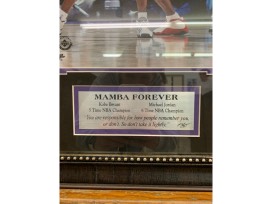 MAMBA FOREVER
Kobe Bryant Michael Jordan
5 Time NBA Champion 6 Time NBA Champion
"You are responsible for how people remember you
or don't. So don't take it lightly."